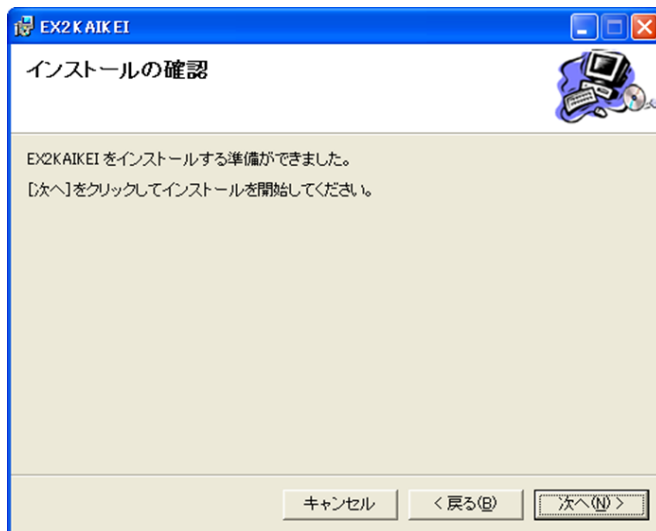 EX2KAIKEI
インストールの確認
EX2KAIKEI をインストールする準備ができました。
[次へ]をクリックしてインストールを開始してください。
キャンセル
< 戻る(B)
次へ(N) >